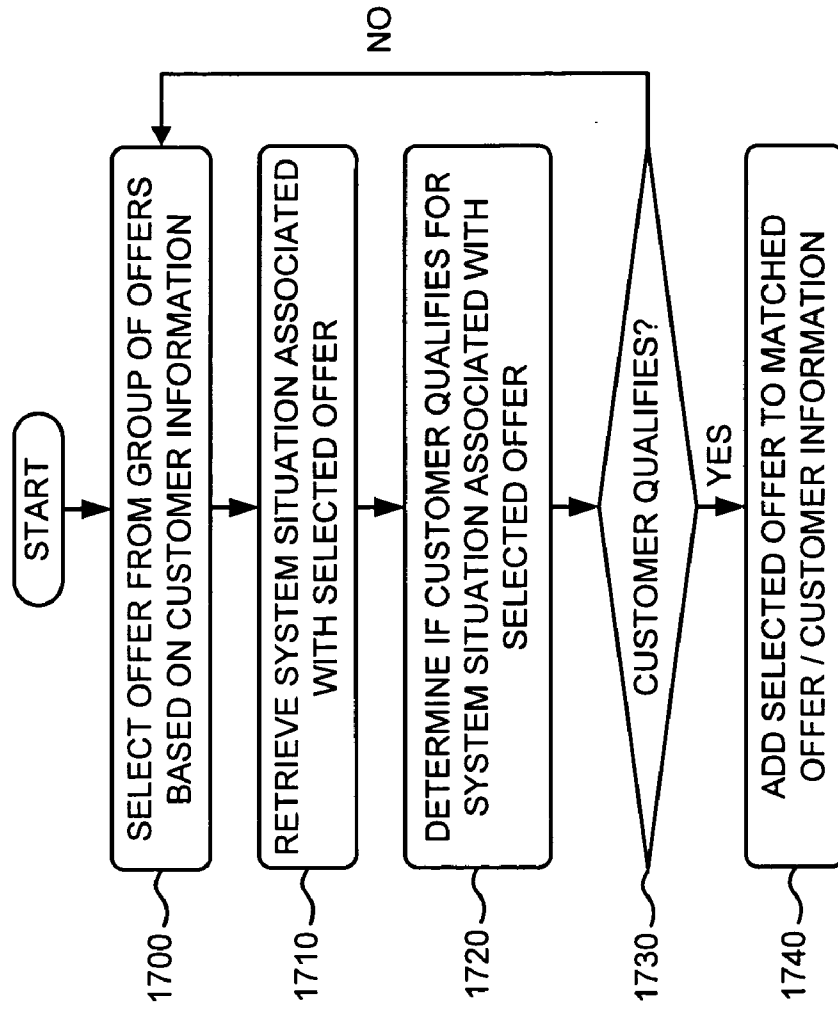 START
1700
SELECT OFFER FROM GROUP OF OFFERS
BASED ON CUSTOMER INFORMATION
1710
RETRIEVE SYSTEM SITUATION ASSOCIATED
WITH SELECTED OFFER
1720
DETERMINE IF CUSTOMER QUALIFIES FOR
SYSTEM SITUATION ASSOCIATED WITH
SELECTED OFFER
1730
CUSTOMER QUALIFIES?
NO
YES
1740
ADD SELECTED OFFER TO MATCHED
OFFER / CUSTOMER INFORMATION